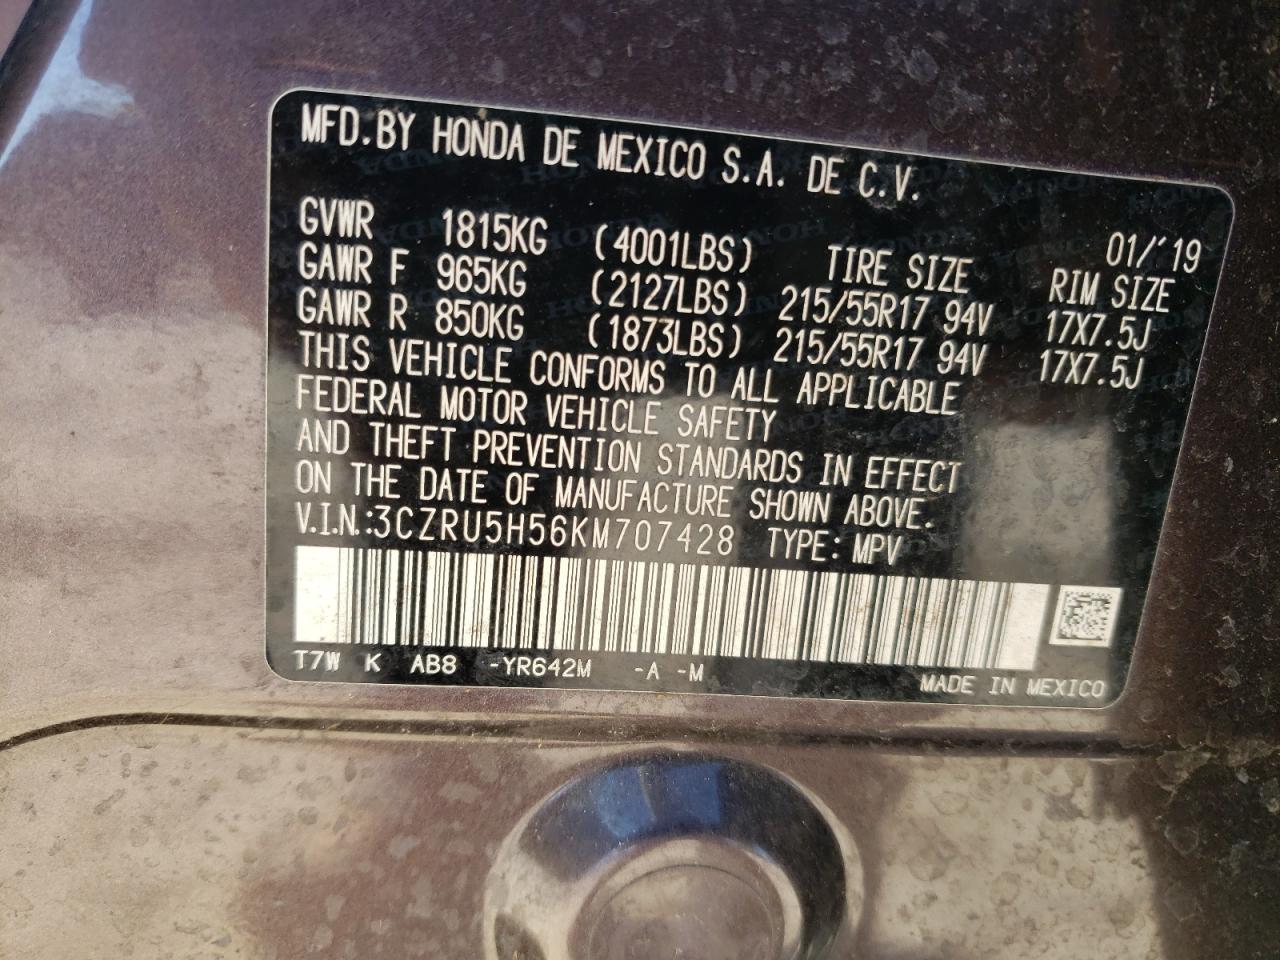 MFD.BY HONDA DE MEXICO S.A. DE C.V.
01/'19
GVWR 1815KG (4001LBS) TIRE SIZE RIM SIZE
GAWR F 965KG (2127LBS) 215/55R17 94V 17X7.5J
GAWR R 850KG (1873LBS) 215/55R17 94V 17X7.5J
THIS VEHICLE CONFORMS TO ALL APPLICABLE
FEDERAL MOTOR VEHICLE SAFETY
AND THEFT PREVENTION STANDARDS IN EFFECT
ON THE DATE OF MANUFACTURE SHOWN ABOVE.
V.I.N.:3CZRU5H56KM707428 TYPE: MPV
T7W K AB8 -YR642M -A -M
MADE IN MEXICO